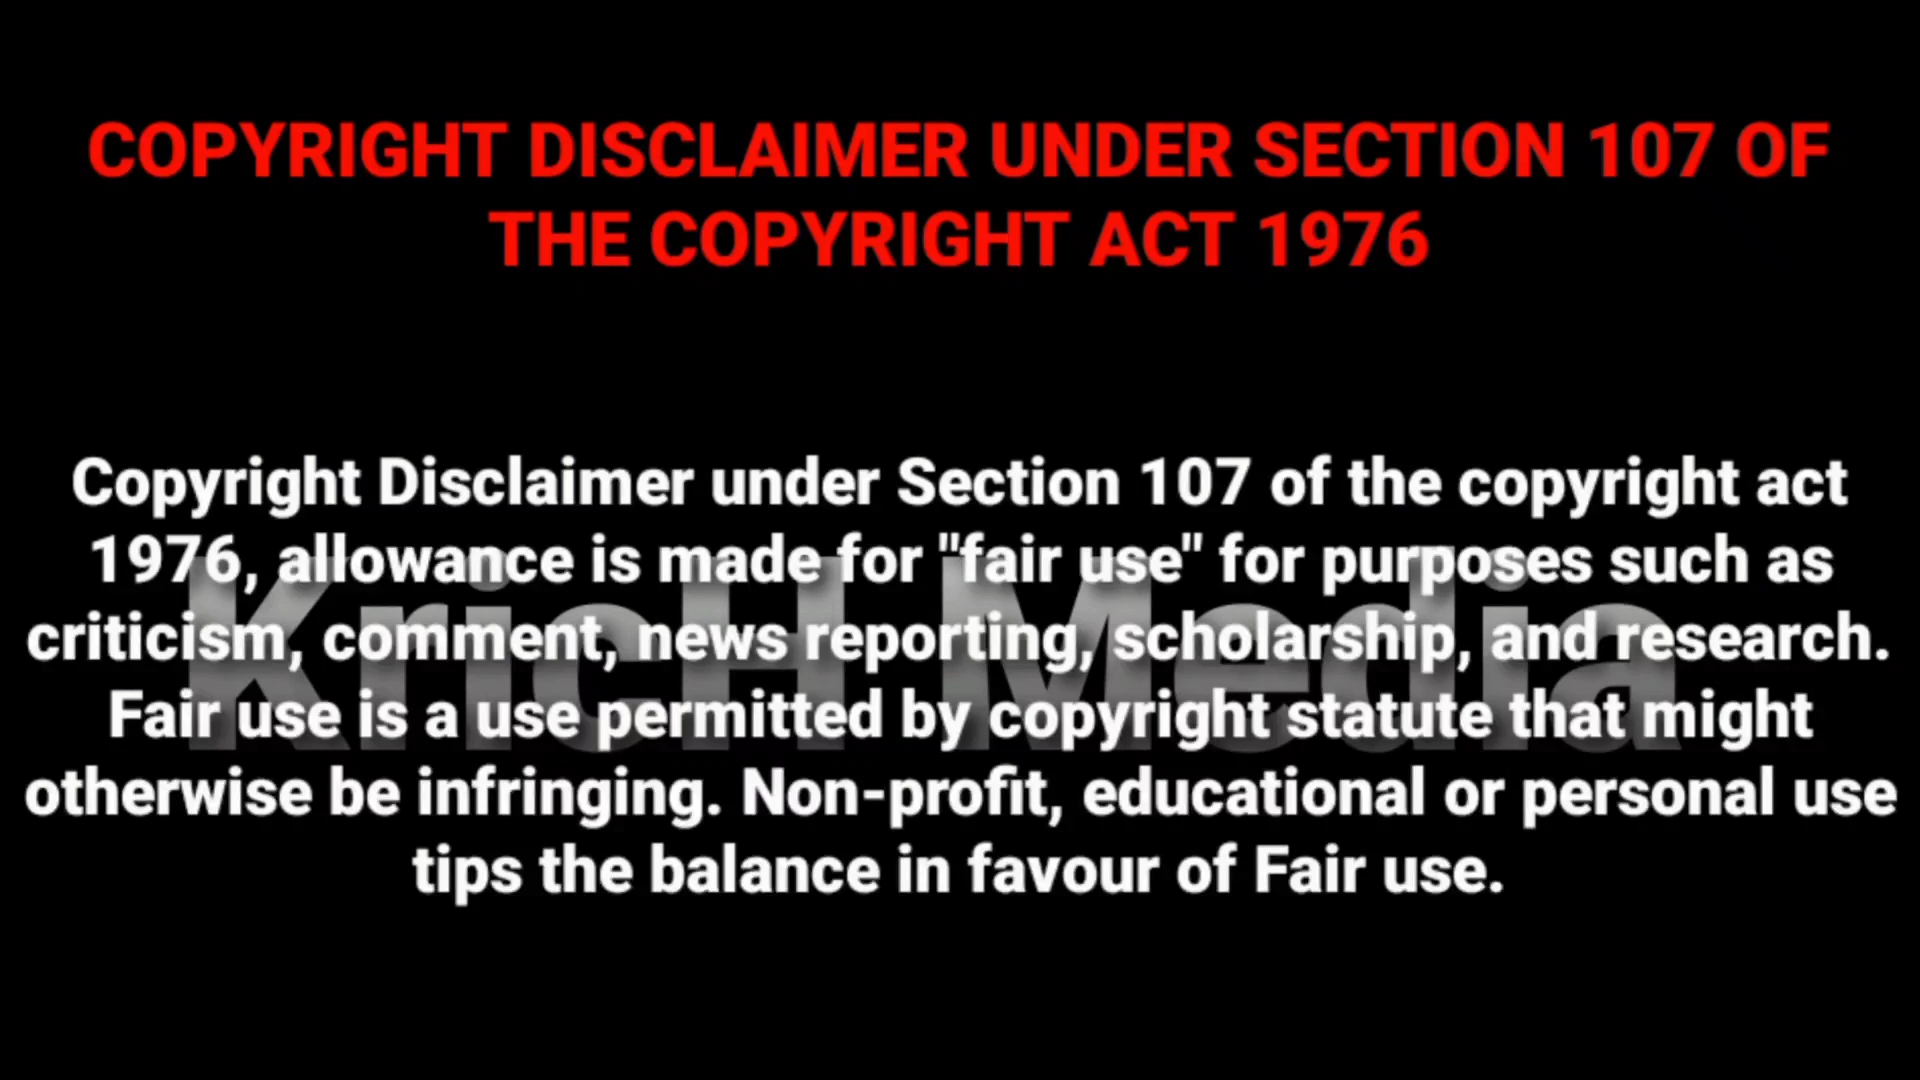 COPYRIGHT DISCLAIMER UNDER SECTION 107 OF
THE COPYRIGHT ACT 1976
Copyright Disclaimer under Section 107 of the copyright act
1976, allowance is made for "fair use" for purposes such as
criticism, comment, news reporting, scholarship, and research.
KricH Media
Fair use is a use permitted by copyright statute that might
otherwise be infringing. Non-profit, educational or personal use
tips the balance in favour of Fair use.